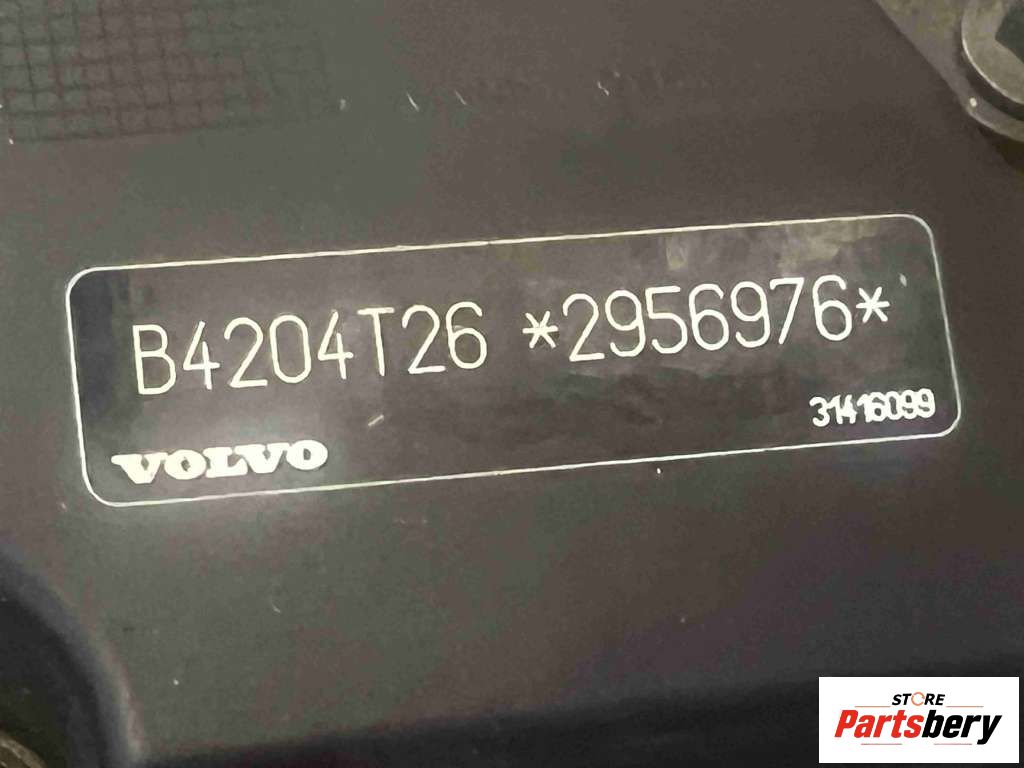 B4204T26 *2956976*
31416099
VOLVO
STORE
Partsbery